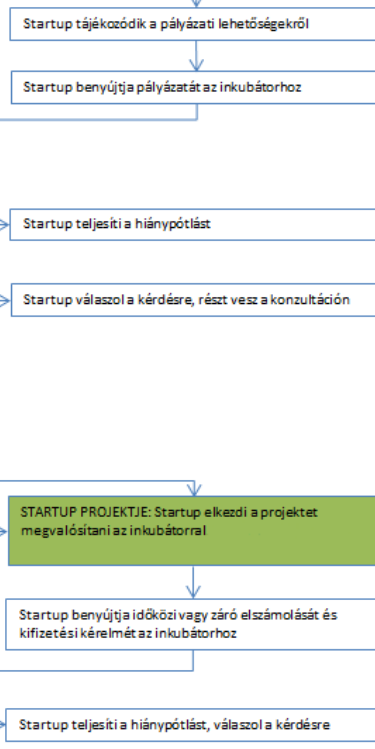 Startup tájékozódik a pályázati lehetőségekről
Startup benyújtja pályázatát az inkubátorhoz
Startup teljesíti a hiánypótlást
Startup válaszol a kérdésre, részt vesz a konzultáción
STARTUP PROJEKTJE: Startup elkezdi a projektet
megvalósítani az inkubátorral
Startup benyújtja időközi vagy záró elszámolását és
kifizetési kérelmét az inkubátorhoz
Startup teljesíti a hiánypótlást, válaszol a kérdésre